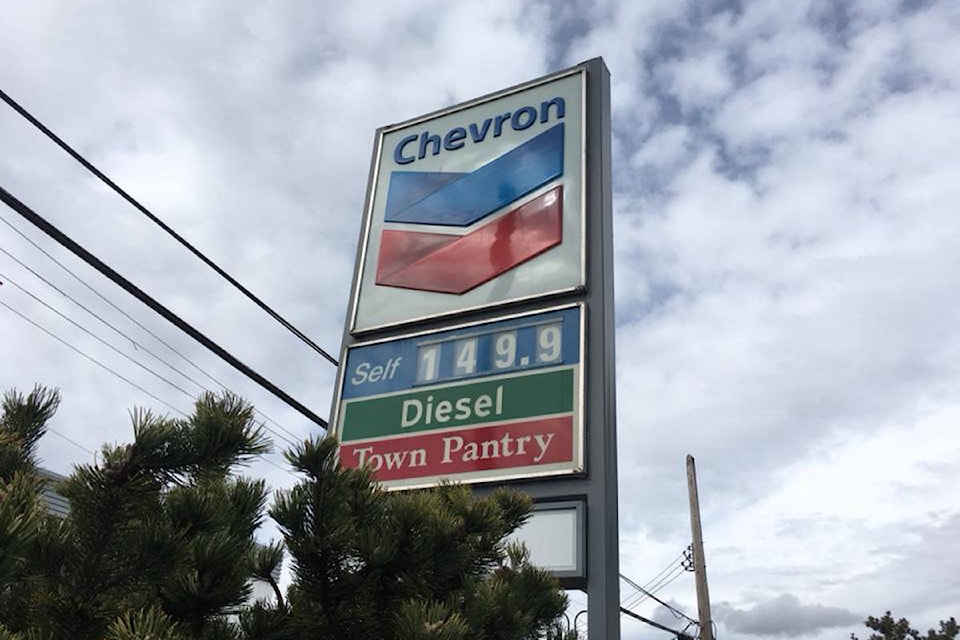 Chevron
Self 149.9
Diesel
Town Pantry